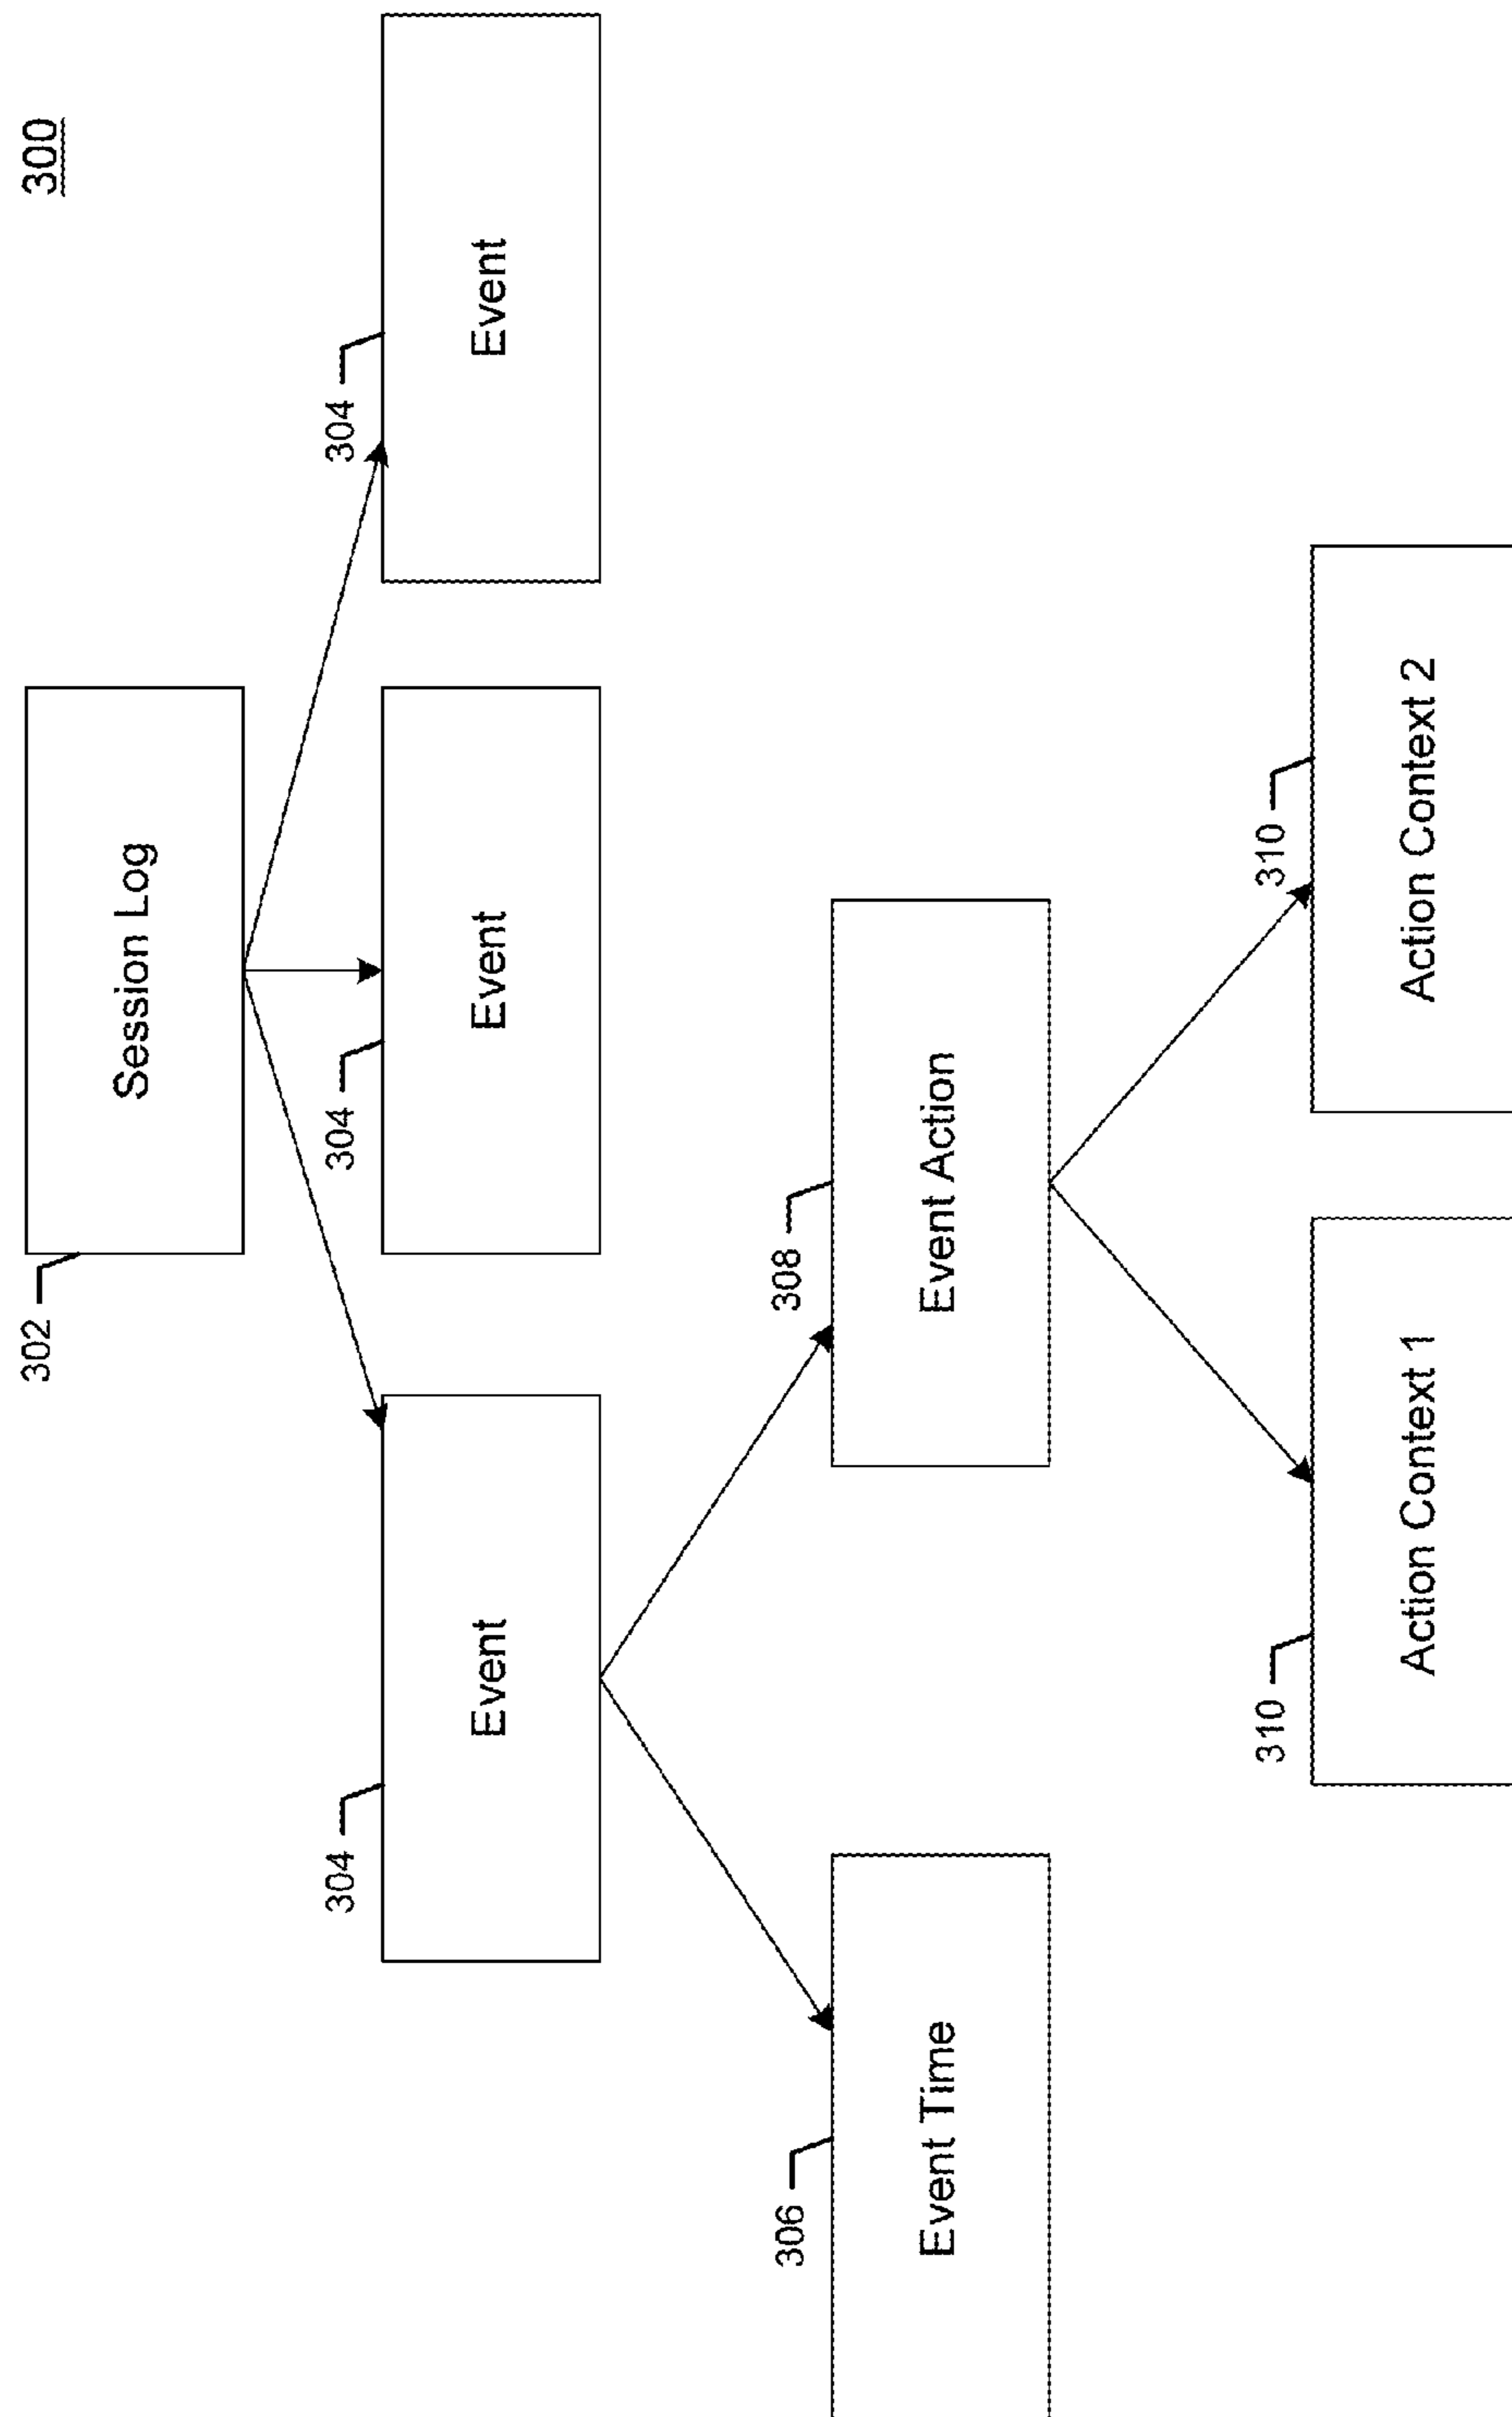 300
302
Session Log
304
304
304
Event
Event
Event
306
308
Event Time
Event Action
310
310
Action Context 1
Action Context 2